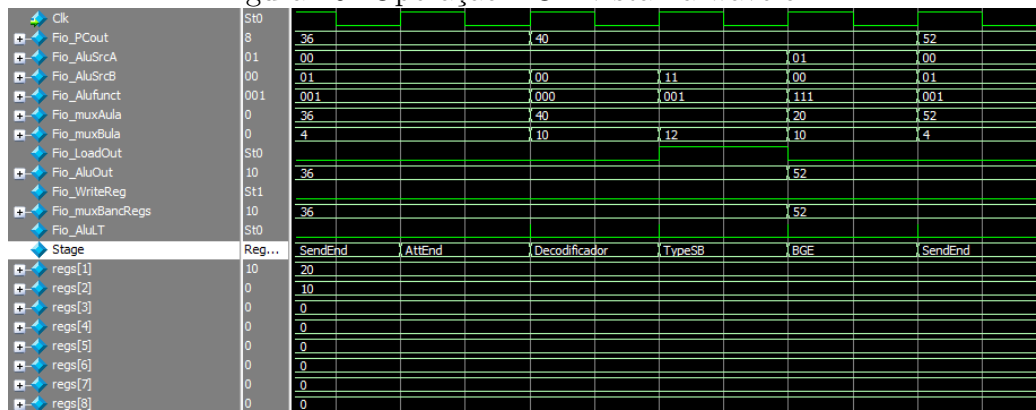 Clk St0
Fio_PCout 8 36 40 52
Fio_AluSrcA 01 00 01 00
Fio_AluSrcB 00 01 00 11 00 01
Fio_Alufunct 001 001 000 001 111 001
Fio_muxAula 0 36 40 20 52
Fio_muxBula 0 4 10 12 10 4
Fio_LoadOut St0
Fio_AluOut 10 36 52
Fio_WriteReg St1
Fio_muxBancRegs 10 36 52
Fio_AluLT St0
Stage Reg... SendEnd AttEnd Decodificador TypeSB BGE SendEnd
regs[1] 10 20
regs[2] 0 10
regs[3] 0 0
regs[4] 0 0
regs[5] 0 0
regs[6] 0 0
regs[7] 0 0
regs[8] 0 0